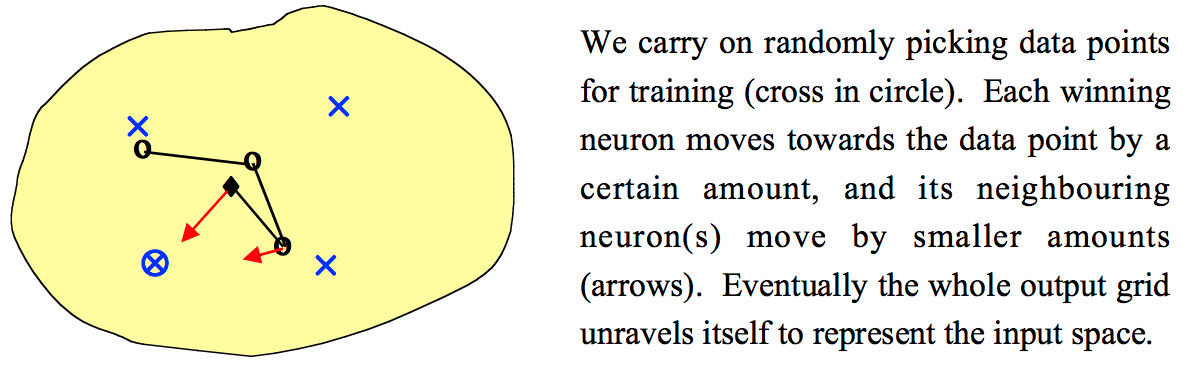 We carry on randomly picking data points
for training (cross in circle). Each winning
neuron moves towards the data point by a
certain amount, and its neighbouring
neuron(s) move by smaller amounts
(arrows). Eventually the whole output grid
unravels itself to represent the input space.